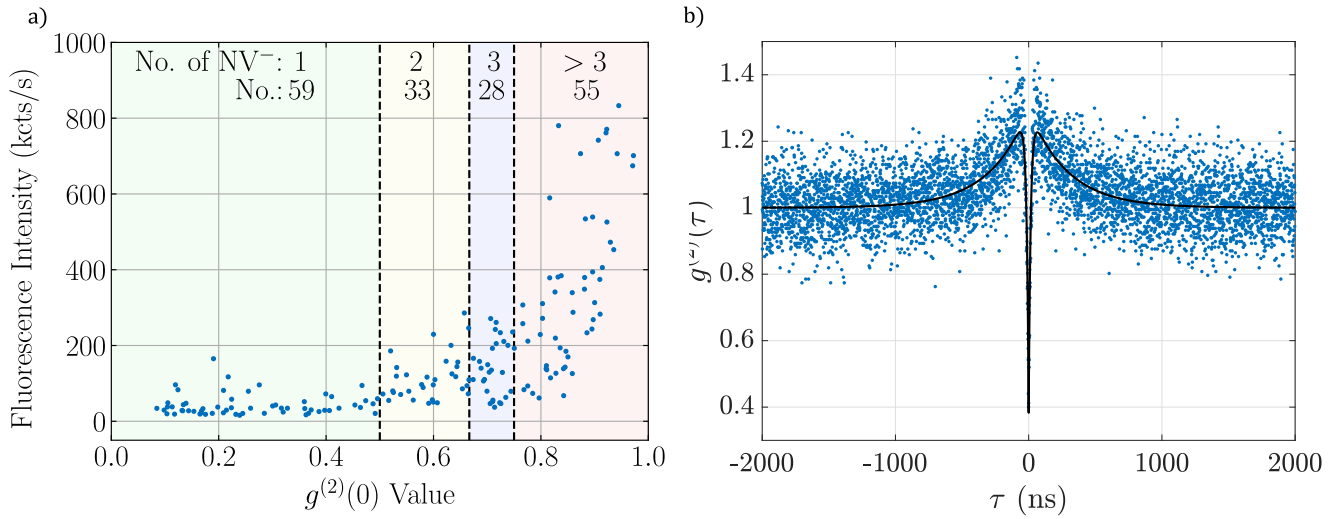 a)
Fluorescence Intensity (kcts/s)
1000
800
600
400
200
0
No. of NV⁻: 1 2 3 > 3
No.: 59 33 28 55
0.0 0.2 0.4 0.6 0.8 1.0
g⁽²⁾(0) Value
b)
g⁽²⁾(τ)
1.4
1.2
1
0.8
0.6
0.4
-2000 -1000 0 1000 2000
τ (ns)